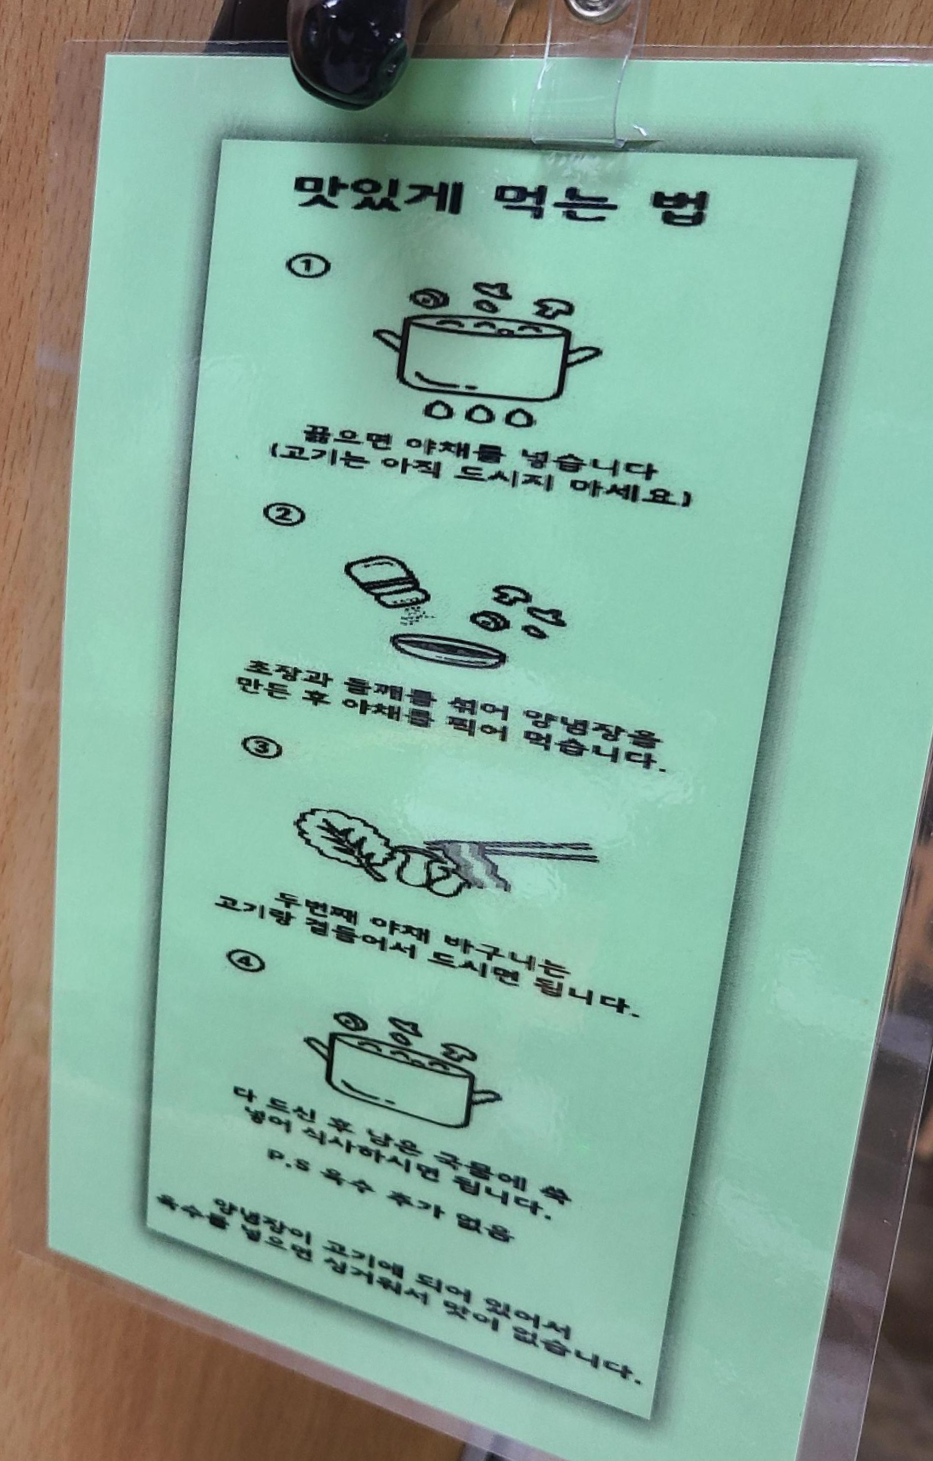 맛있게 먹는 법
①
끓으면 야채를 넣습니다
(고기는 아직 드시지 마세요)
②
초장과 들깨를 섞어 양념장을
만든 후 야채를 찍어 먹습니다.
③
두번째 야채 바구니는
고기랑 곁들어서 드시면 됩니다.
④
다 드신 후 남은 국물에 쑥
넣어 식사하시면 됩니다.
P.S 육수 추가 없음
양념장이 고기에 되어 있어서
육수를 넣으면 싱거워서 맛이 없습니다.